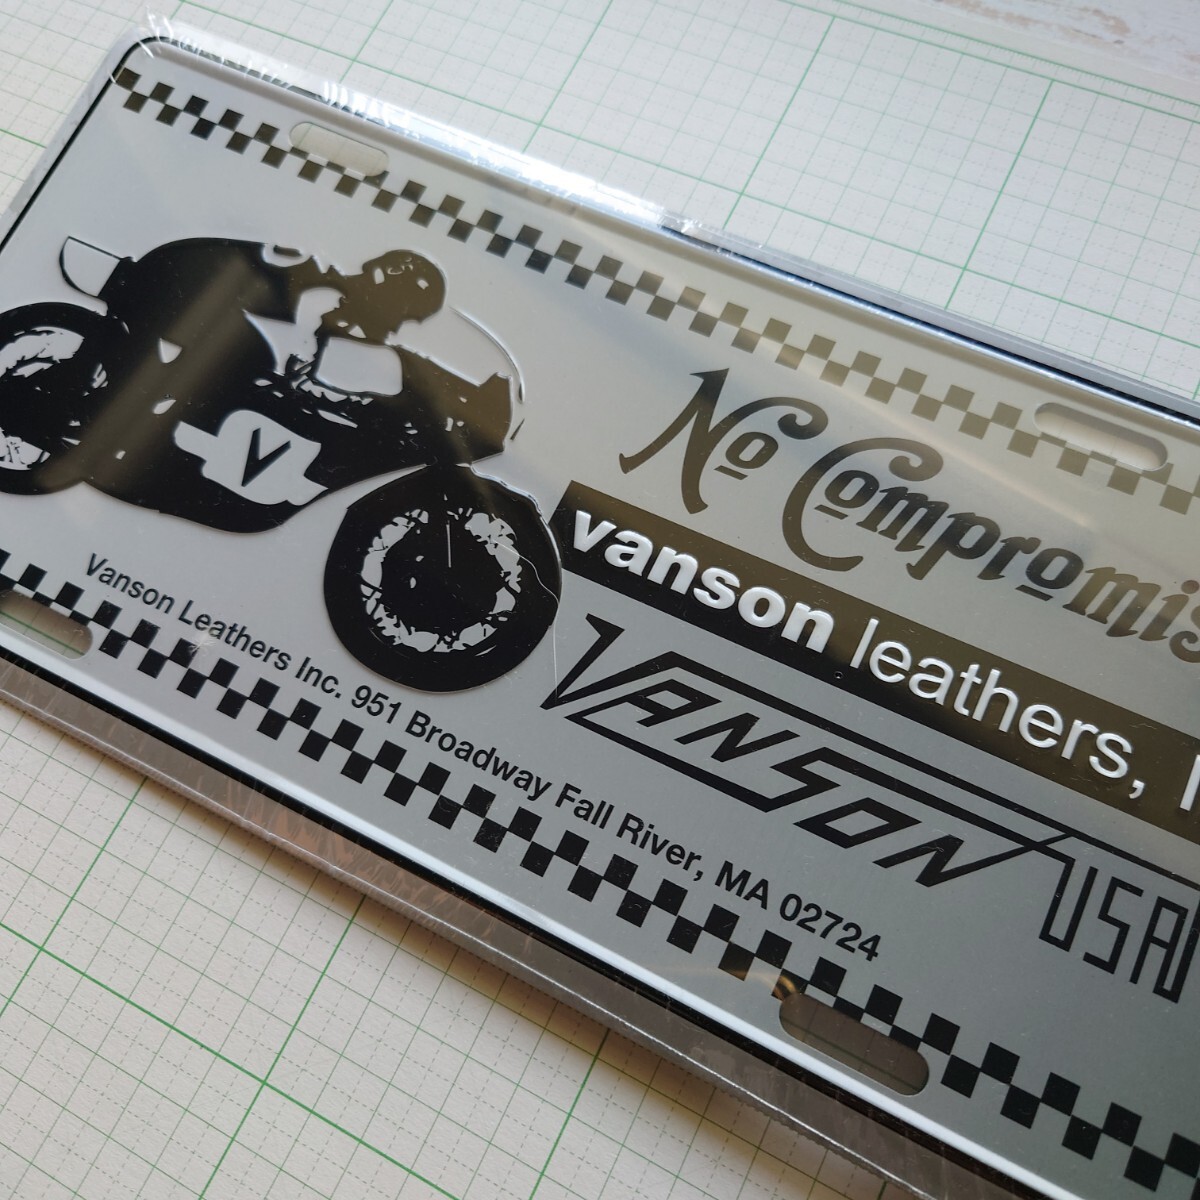 No Compromis
vanson leathers,
VANSON USA
V
Vanson Leathers Inc. 951 Broadway Fall River, MA 02724